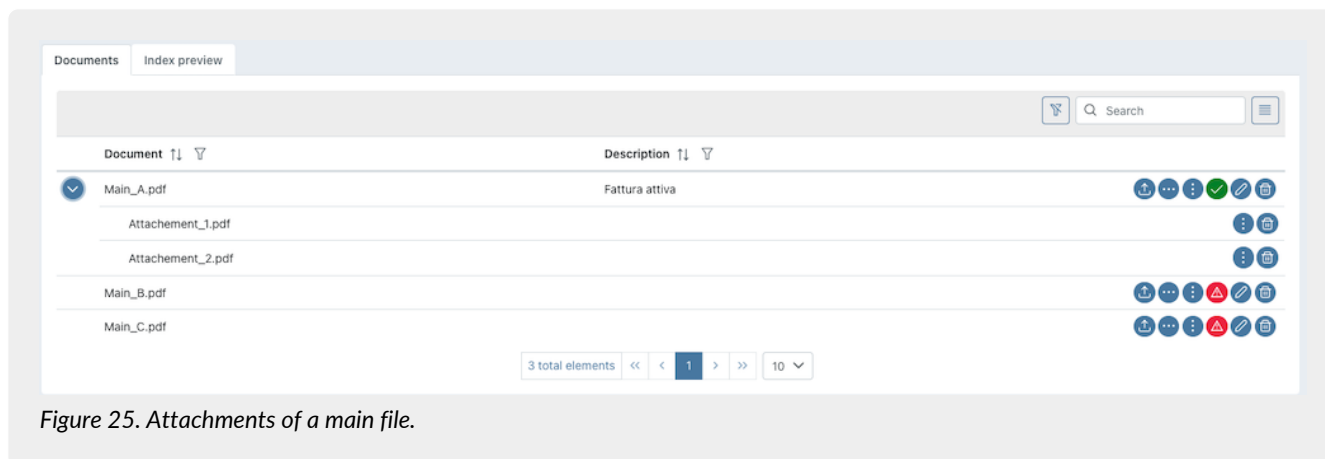 Documents Index preview
Search
Document Description
Main_A.pdf Fattura attiva
Attachement_1.pdf
Attachement_2.pdf
Main_B.pdf
Main_C.pdf
3 total elements << < 1 > >> 10
Figure 25. Attachments of a main file.